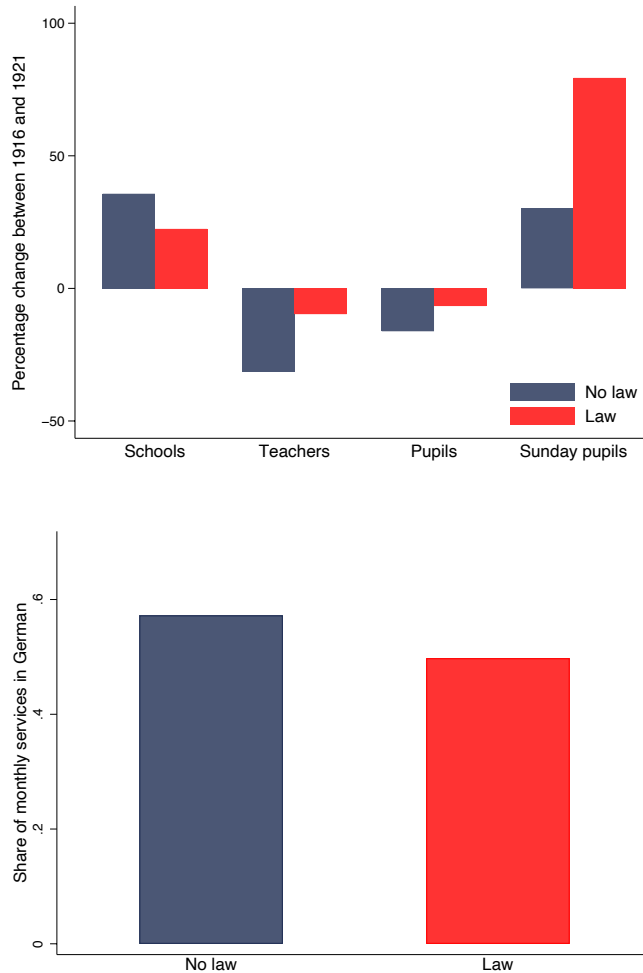 Percentage change between 1916 and 1921
100
50
0
−50
No law
Law
Schools Teachers Pupils Sunday pupils
Share of monthly services in German
.6
.4
.2
0
No law Law